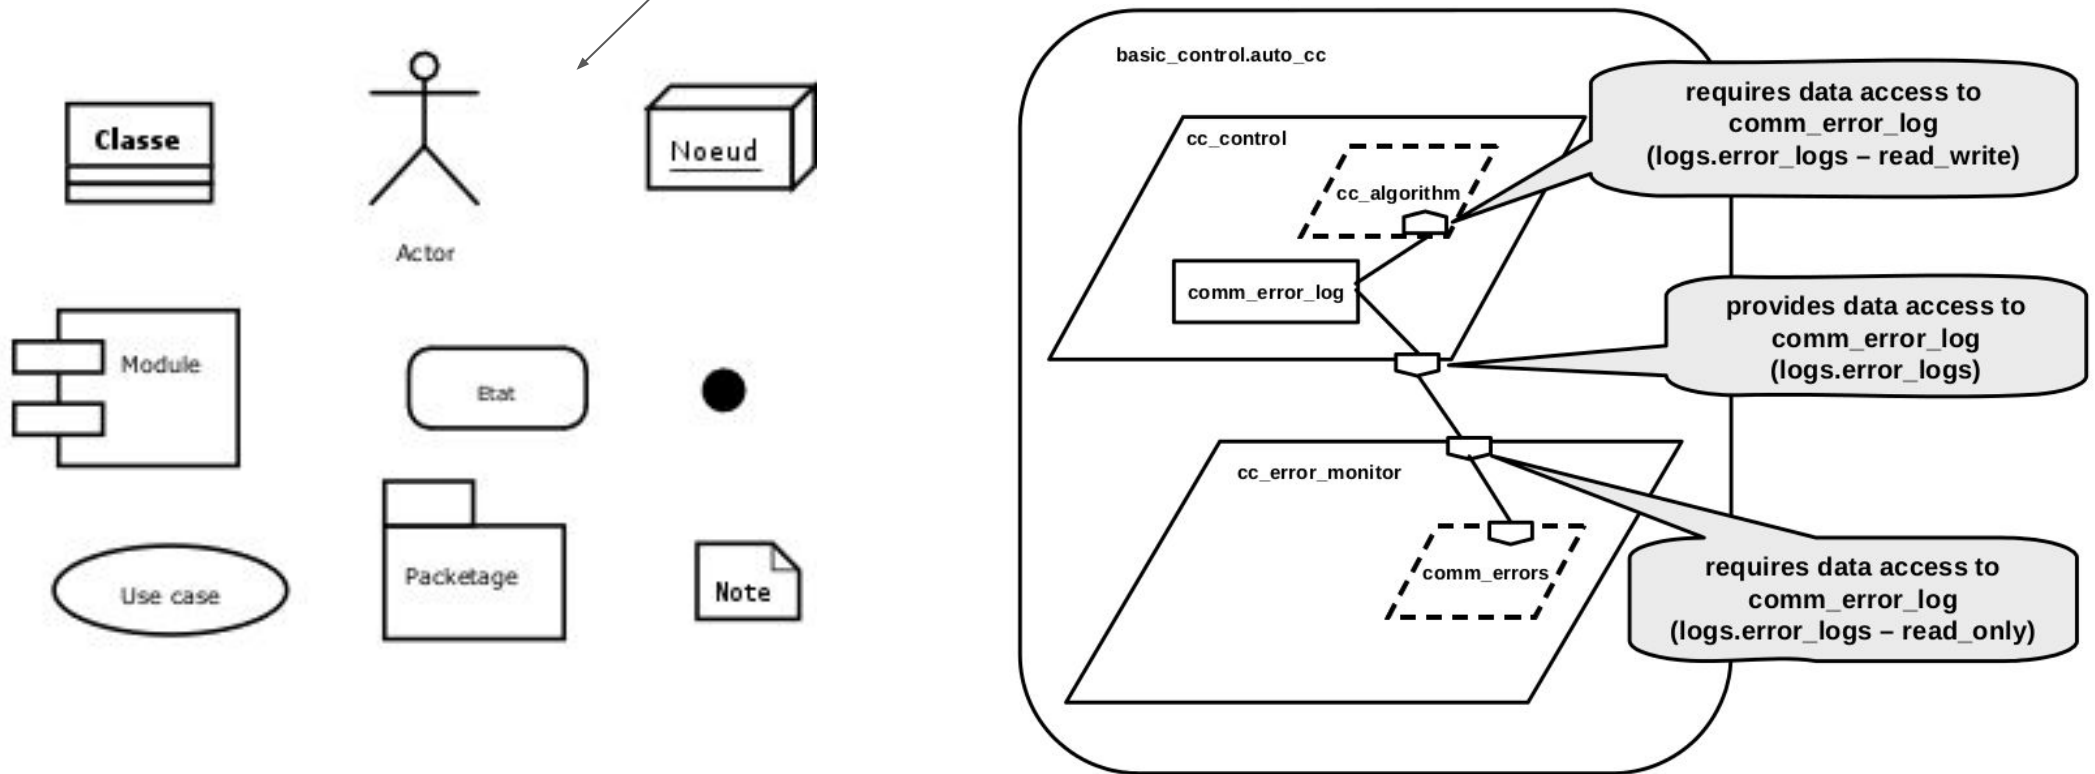 Classe
Actor
Noeud
Module
Etat
Use case
Packetage
Note
basic_control.auto_cc
cc_control
cc_algorithm
comm_error_log
cc_error_monitor
comm_errors
requires data access to
comm_error_log
(logs.error_logs – read_write)
provides data access to
comm_error_log
(logs.error_logs)
requires data access to
comm_error_log
(logs.error_logs – read_only)